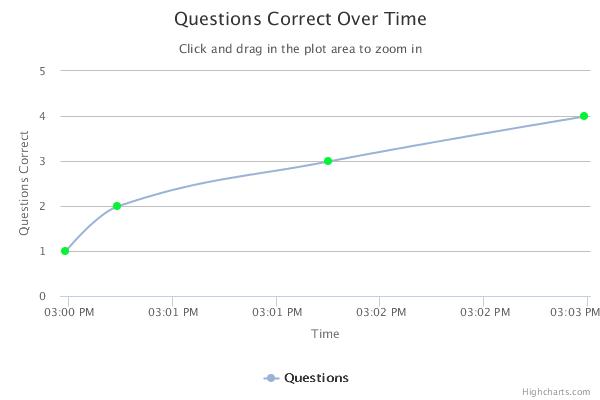 Questions Correct Over Time
Click and drag in the plot area to zoom in
5
4
3
2
1
0
Questions Correct
03:00 PM 03:01 PM 03:01 PM 03:02 PM 03:02 PM 03:03 PM
Time
Questions
Highcharts.com